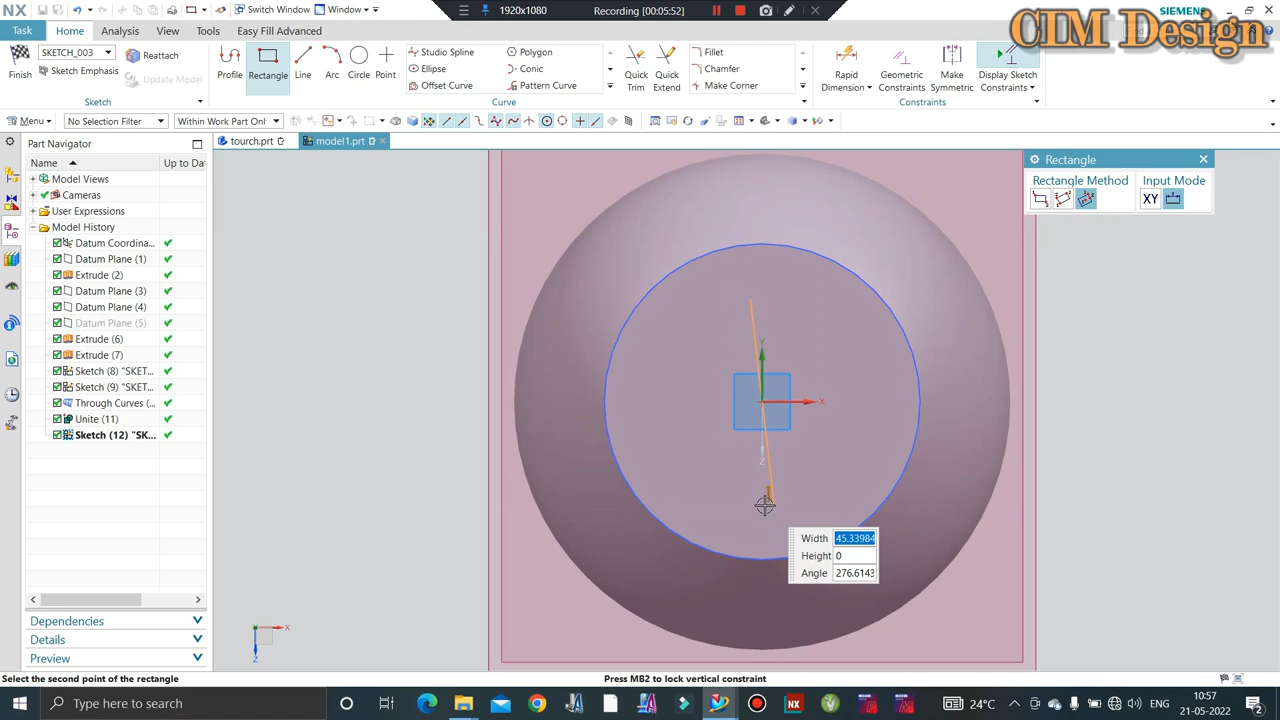 NX
Switch Window
Window
1920x1080
Recording [00:05:52]
SIEMENS
CIM Design
Task
Home
Analysis
View
Tools
Easy Fill Advanced
Finish
SKETCH_003
Sketch Emphasis
Reattach
Update Model
Profile
Rectangle
Line
Arc
Circle
Point
Studio Spline
Ellipse
Offset Curve
Polygon
Conic
Pattern Curve
Quick Trim
Quick Extend
Fillet
Chamfer
Make Corner
Rapid Dimension
Geometric Constraints
Make Symmetric
Display Sketch Constraints
Sketch
Curve
Constraints
Menu
No Selection Filter
Within Work Part Only
Part Navigator
tourch.prt
model1.prt
Name
Up to Da
Model Views
Cameras
User Expressions
Model History
Datum Coordina...
Datum Plane (1)
Extrude (2)
Datum Plane (3)
Datum Plane (4)
Datum Plane (5)
Extrude (6)
Extrude (7)
Sketch (8) "SKET...
Sketch (9) "SKET...
Through Curves (...
Unite (11)
Sketch (12) "SK...
Dependencies
Details
Preview
Rectangle
Rectangle Method
Input Mode
XY
Y
X
Z
Width 45.33984
Height 0
Angle 276.6143
X
Z
Select the second point of the rectangle
Press MB2 to lock vertical constraint
Type here to search
24°C
10:57
21-05-2022
2